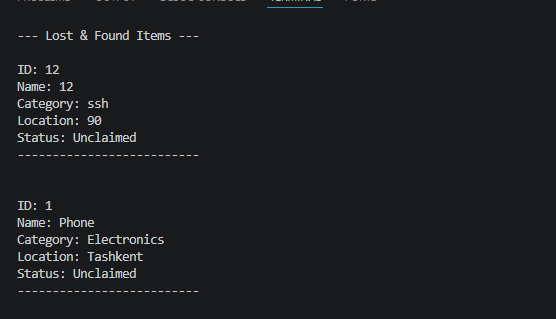 TERMINAL
--- Lost & Found Items ---
ID: 12
Name: 12
Category: ssh
Location: 90
Status: Unclaimed
--------------------------
ID: 1
Name: Phone
Category: Electronics
Location: Tashkent
Status: Unclaimed
--------------------------